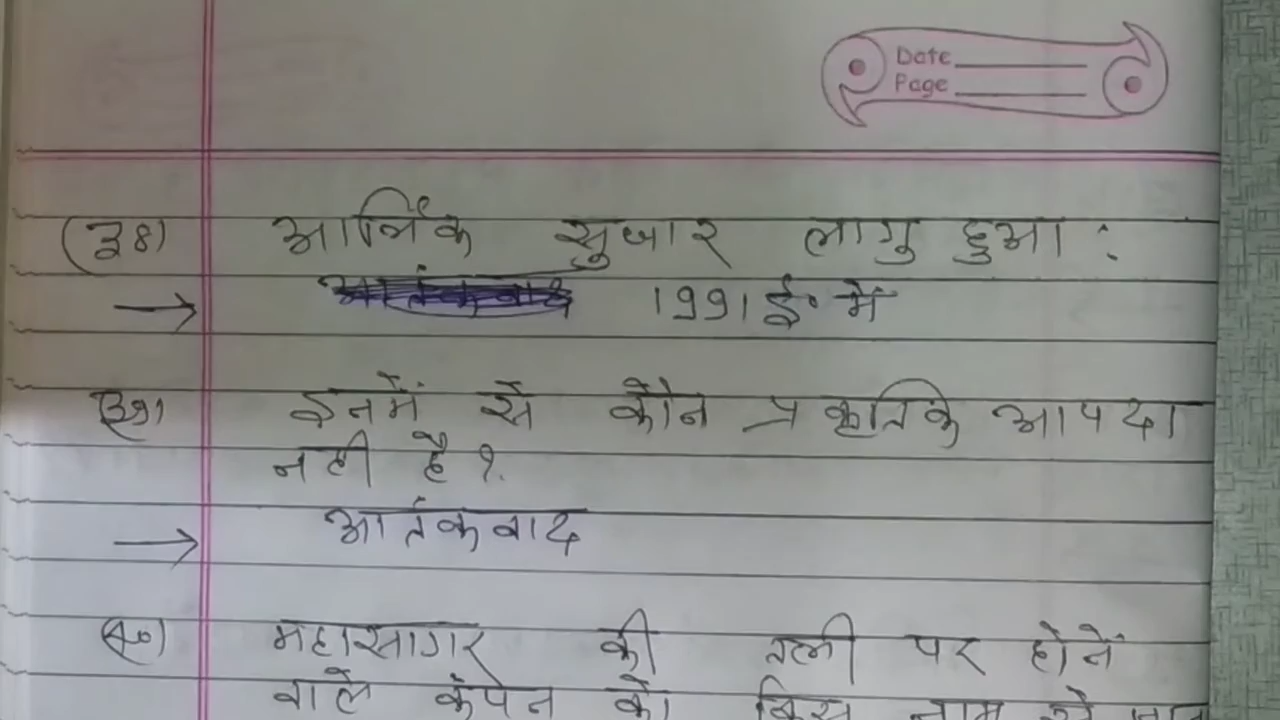 Date
Page
(38) आर्थिक सुधार लागु हुआ :
→ 1991 ई॰ में
(39) इनमें से कौन प्रकृतिक आपदा
नही है ?
→ आतंकवाद
(40) महासागर की तली पर होनें
वाले कंपन को किस नाम से